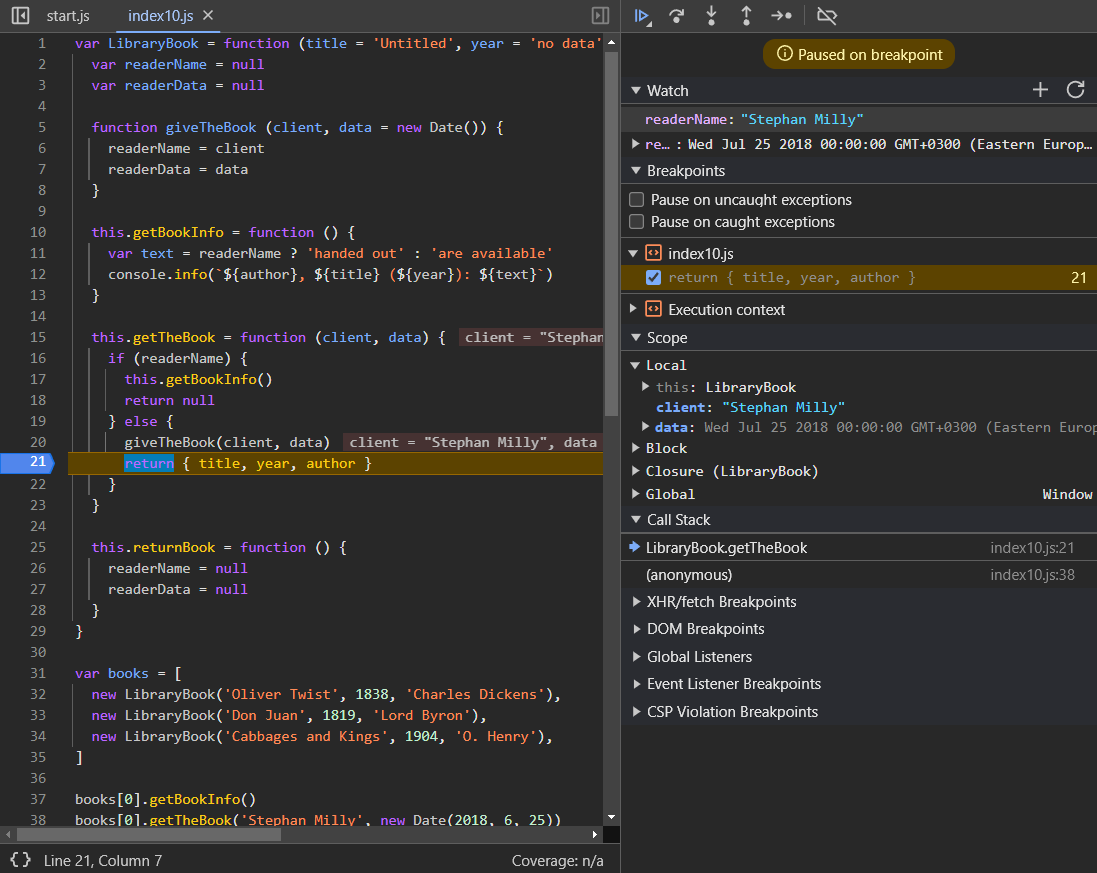 start.js
index10.js
1 var LibraryBook = function (title = 'Untitled', year = 'no data'
2 var readerName = null
3 var readerData = null
4
5 function giveTheBook (client, data = new Date()) {
6 readerName = client
7 readerData = data
8 }
9
10 this.getBookInfo = function () {
11 var text = readerName ? 'handed out' : 'are available'
12 console.info(`${author}, ${title} (${year}): ${text}`)
13 }
14
15 this.getTheBook = function (client, data) { client = "Stephan
16 if (readerName) {
17 this.getBookInfo()
18 return null
19 } else {
20 giveTheBook(client, data) client = "Stephan Milly", data
21 return { title, year, author }
22 }
23 }
24
25 this.returnBook = function () {
26 readerName = null
27 readerData = null
28 }
29 }
30
31 var books = [
32 new LibraryBook('Oliver Twist', 1838, 'Charles Dickens'),
33 new LibraryBook('Don Juan', 1819, 'Lord Byron'),
34 new LibraryBook('Cabbages and Kings', 1904, 'O. Henry'),
35 ]
36
37 books[0].getBookInfo()
38 books[0].getTheBook('Stephan Milly', new Date(2018, 6, 25))
{} Line 21, Column 7
Coverage: n/a
Paused on breakpoint
Watch
readerName: "Stephan Milly"
re… : Wed Jul 25 2018 00:00:00 GMT+0300 (Eastern Europ…
Breakpoints
Pause on uncaught exceptions
Pause on caught exceptions
index10.js
return { title, year, author } 21
Execution context
Scope
Local
this: LibraryBook
client: "Stephan Milly"
data: Wed Jul 25 2018 00:00:00 GMT+0300 (Eastern Europ
Block
Closure (LibraryBook)
Global Window
Call Stack
LibraryBook.getTheBook index10.js:21
(anonymous) index10.js:38
XHR/fetch Breakpoints
DOM Breakpoints
Global Listeners
Event Listener Breakpoints
CSP Violation Breakpoints